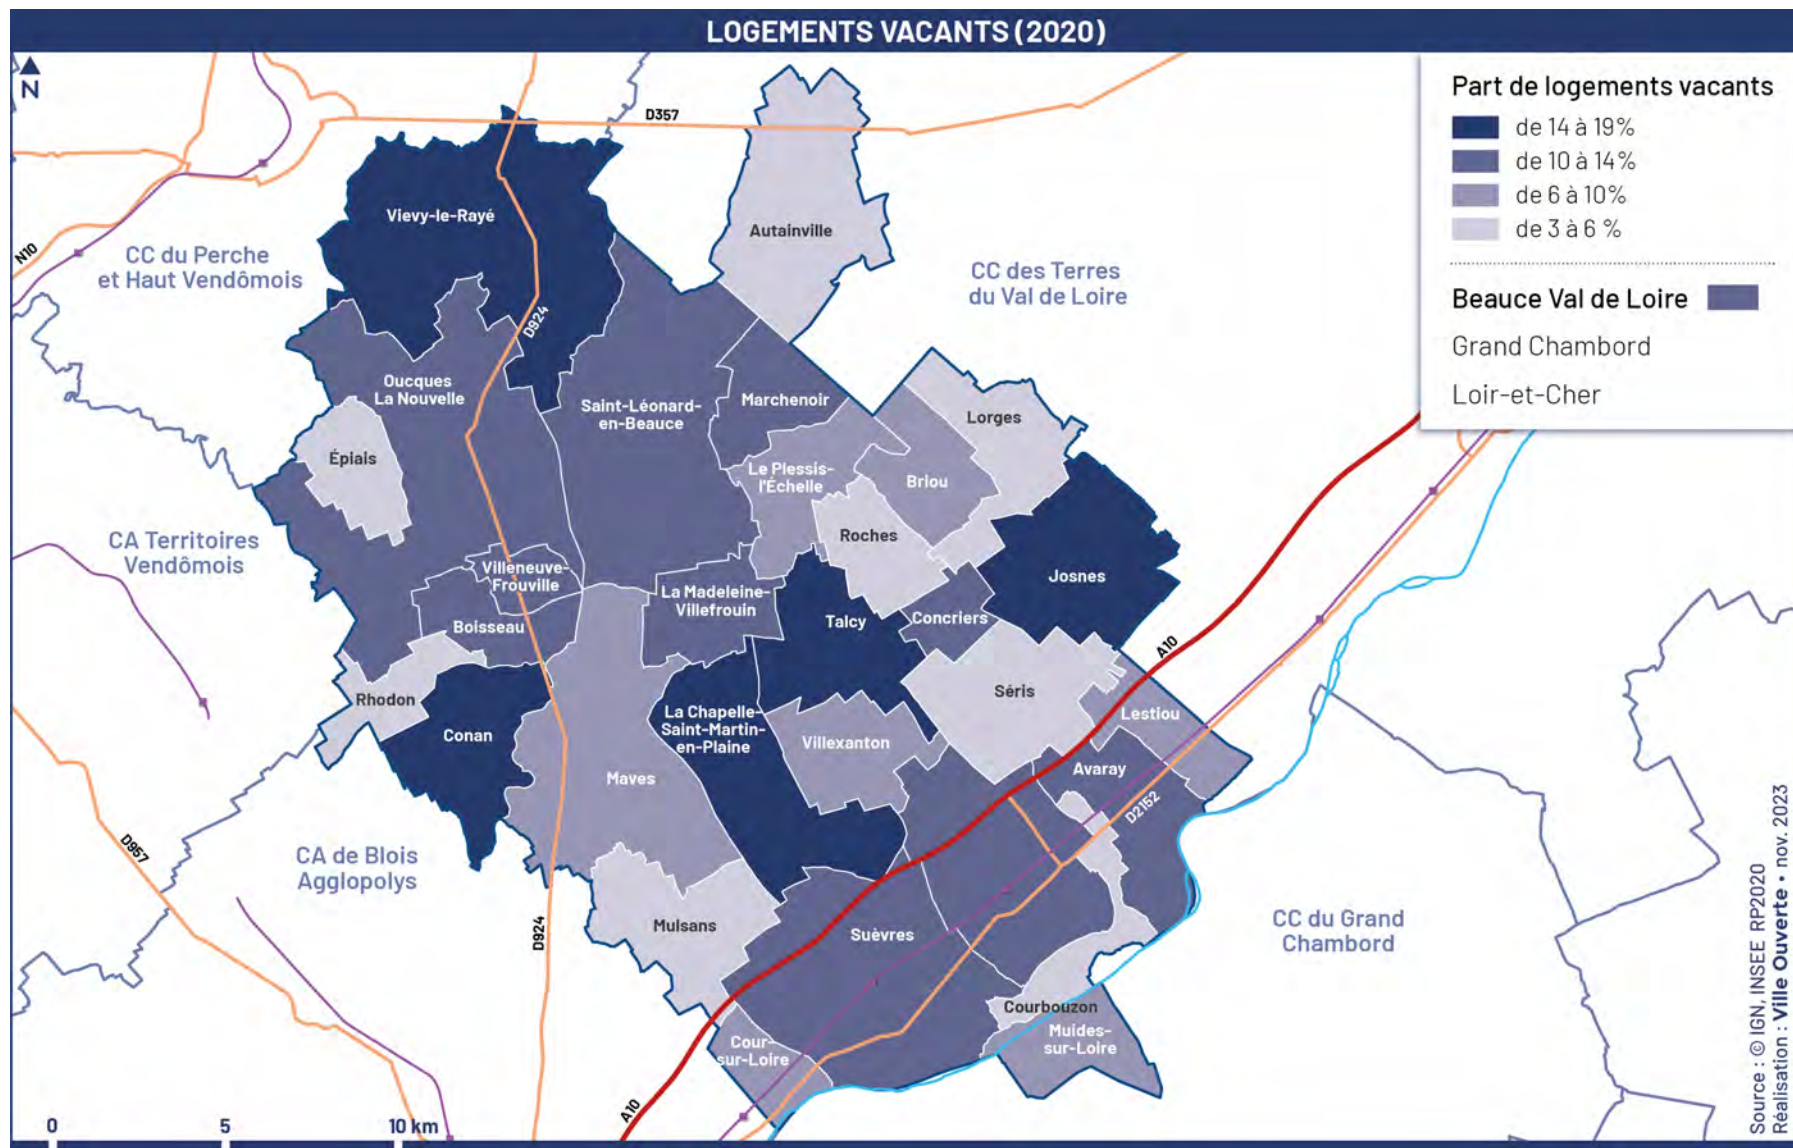 LOGEMENTS VACANTS (2020)
N
Part de logements vacants
de 14 à 19%
de 10 à 14%
de 6 à 10%
de 3 à 6 %
Beauce Val de Loire
Grand Chambord
Loir-et-Cher
D357
Vievy-le-Rayé
Autainville
N10
CC du Perche
et Haut Vendômois
CC des Terres
du Val de Loire
D924
Oucques
La Nouvelle
Saint-Léonard-
en-Beauce
Marchenoir
Lorges
Épiais
Le Plessis-
l'Échelle
Briou
Roches
CA Territoires
Vendômois
Villeneuve-
Frouville
Josnes
La Madeleine-
Villefrouin
Talcy
Concriers
Boisseau
A10
Rhodon
Séris
Conan
La Chapelle-
Saint-Martin-
en-Plaine
Lestiou
Villexanton
Maves
Avaray
D2152
D957
CA de Blois
Agglopolys
Mulsans
D924
Suèvres
CC du Grand
Chambord
Courbouzon
Muides-
sur-Loire
Cour-
sur-Loire
A10
0
5
10 km
Source : © IGN, INSEE RP2020
Réalisation : Ville Ouverte • nov. 2023